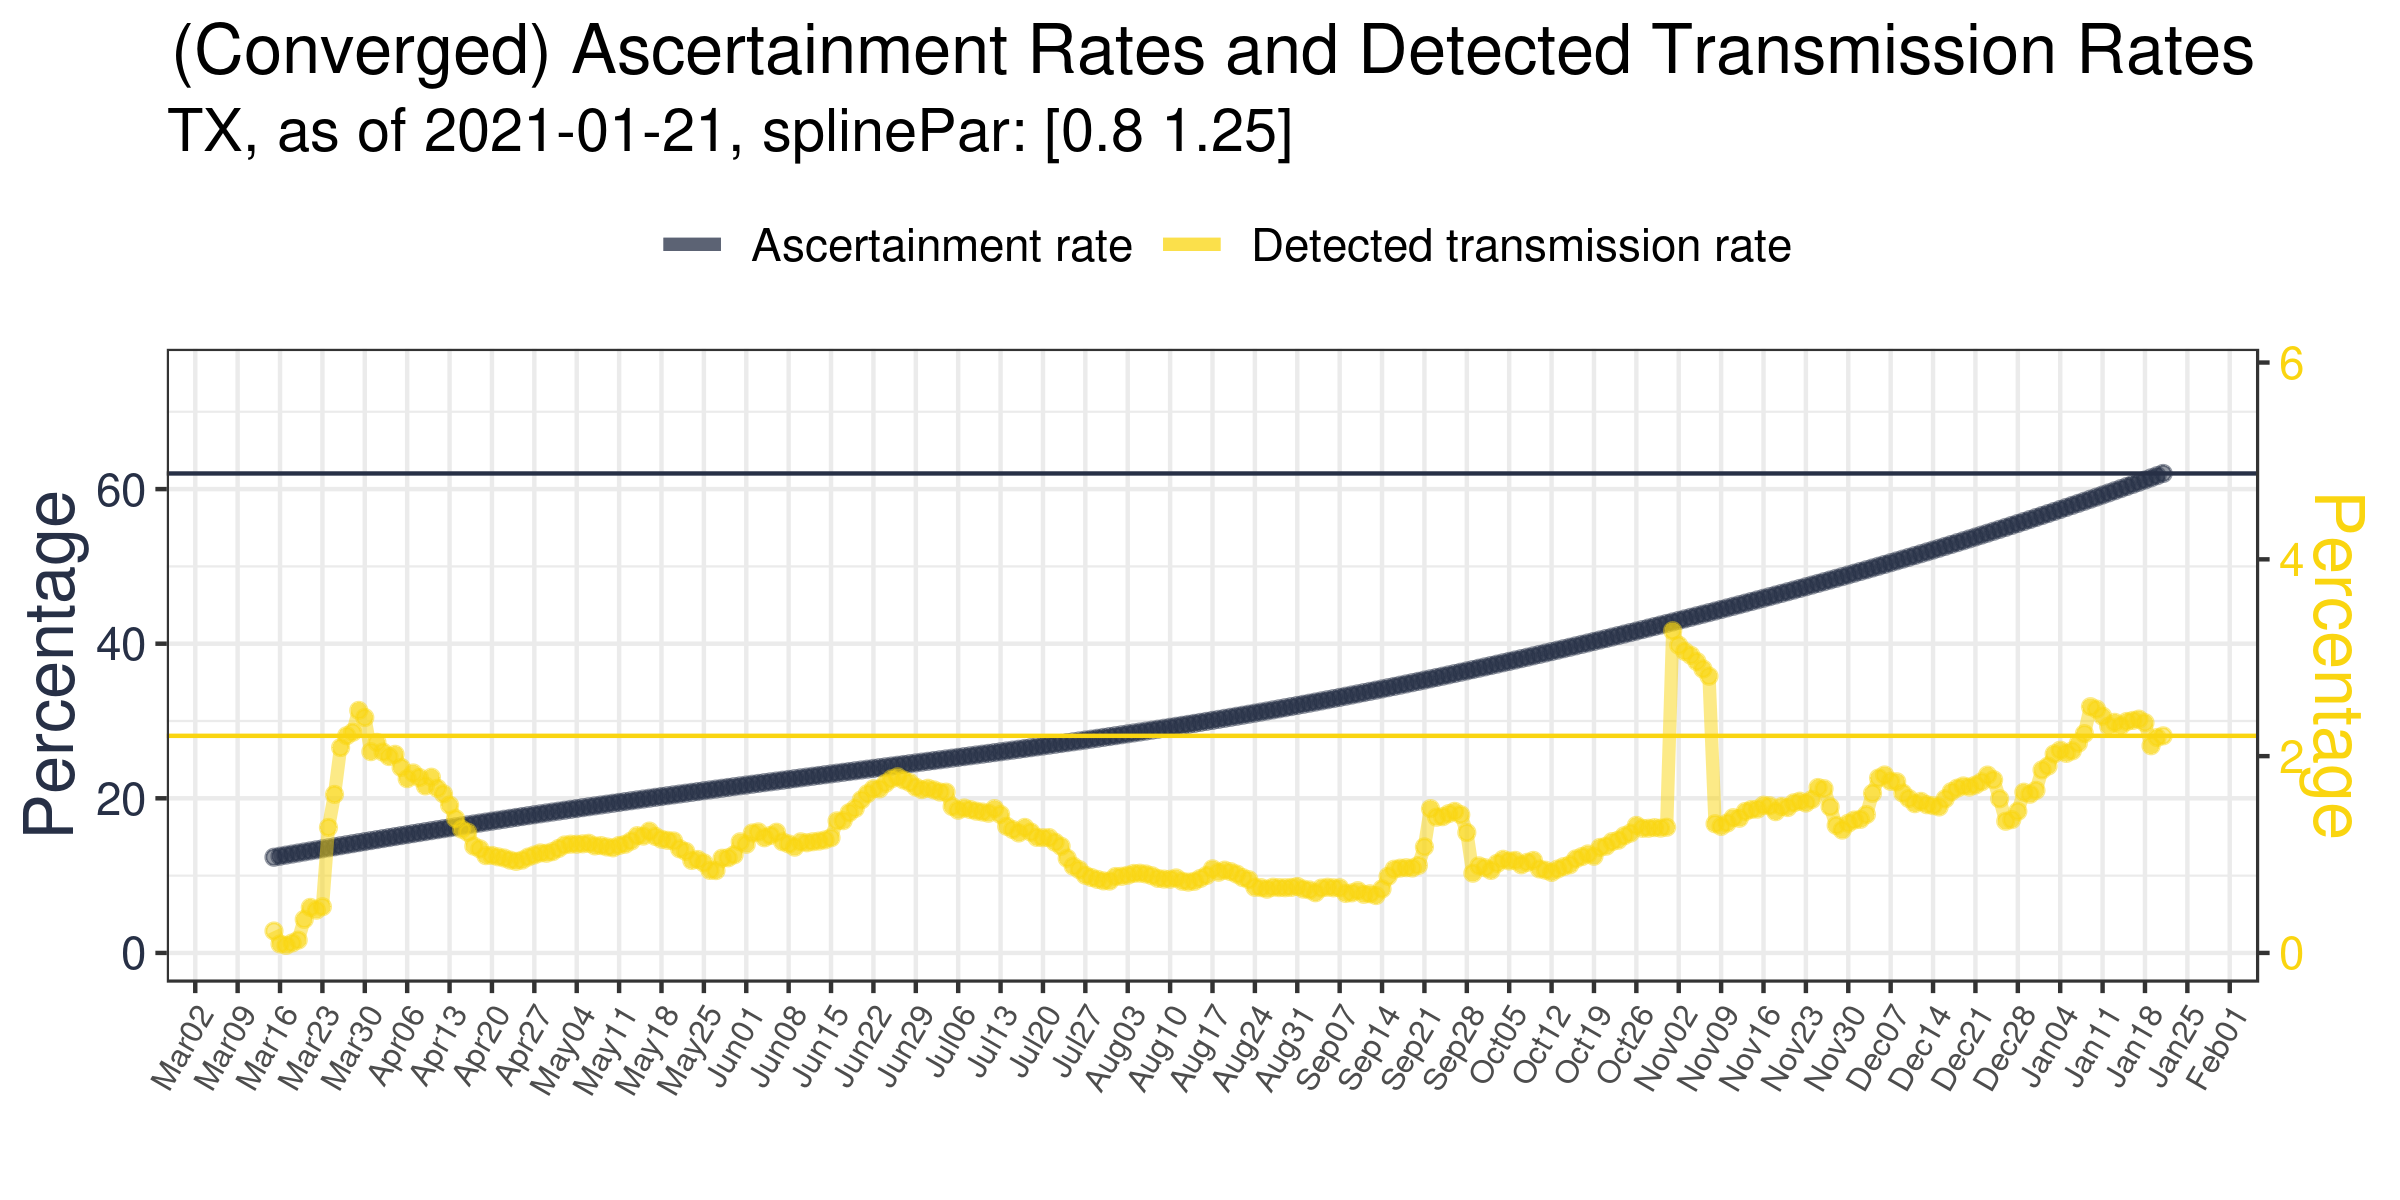 (Converged) Ascertainment Rates and Detected Transmission Rates
TX, as of 2021-01-21, splinePar: [0.8 1.25]
Ascertainment rate Detected transmission rate
Percentage
60
40
20
0
6
4
2
0
Percentage
Mar02 Mar09 Mar16 Mar23 Mar30 Apr06 Apr13 Apr20 Apr27 May04 May11 May18 May25 Jun01 Jun08 Jun15 Jun22 Jun29 Jul06 Jul13 Jul20 Jul27 Aug03 Aug10 Aug17 Aug24 Aug31 Sep07 Sep14 Sep21 Sep28 Oct05 Oct12 Oct19 Oct26 Nov02 Nov09 Nov16 Nov23 Nov30 Dec07 Dec14 Dec21 Dec28 Jan04 Jan11 Jan18 Jan25 Feb01